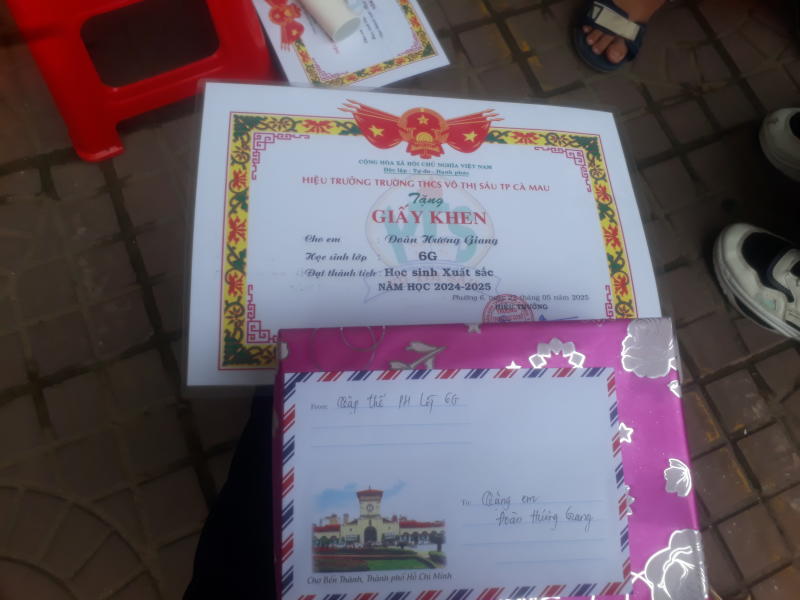 CỘNG HÒA XÃ HỘI CHỦ NGHĨA VIỆT NAM
Độc lập - Tự do - Hạnh phúc
HIỆU TRƯỞNG TRƯỜNG THCS VÕ THỊ SÁU TP CÀ MAU
Tặng
GIẤY KHEN
Cho em : Đoàn Hương Giang
Học sinh lớp : 6G
Đạt thành tích : Học sinh Xuất sắc
NĂM HỌC 2024-2025
Phường 6, ngày 22 tháng 05 năm 2025
HIỆU TRƯỞNG
From: Tập thể PH Lớp 6G
To: Tặng em
Đoàn Hương Giang
Chợ Bến Thành, Thành phố Hồ Chí Minh